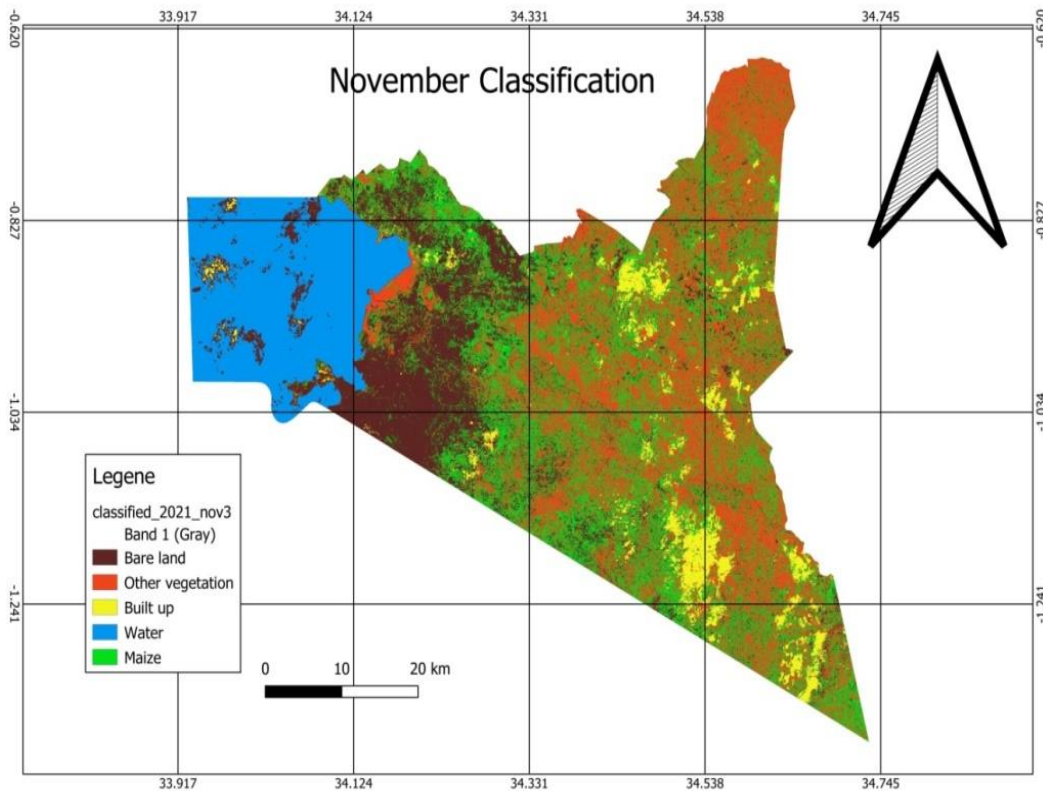 33.917 34.124 34.331 34.538 34.745
-0.620 -0.620
November Classification
-0.827 -0.827
-1.034 -1.034
Legene
classified_2021_nov3
Band 1 (Gray)
Bare land
Other vegetation
Built up
Water
Maize
-1.241 -1.241
0 10 20 km
33.917 34.124 34.331 34.538 34.745